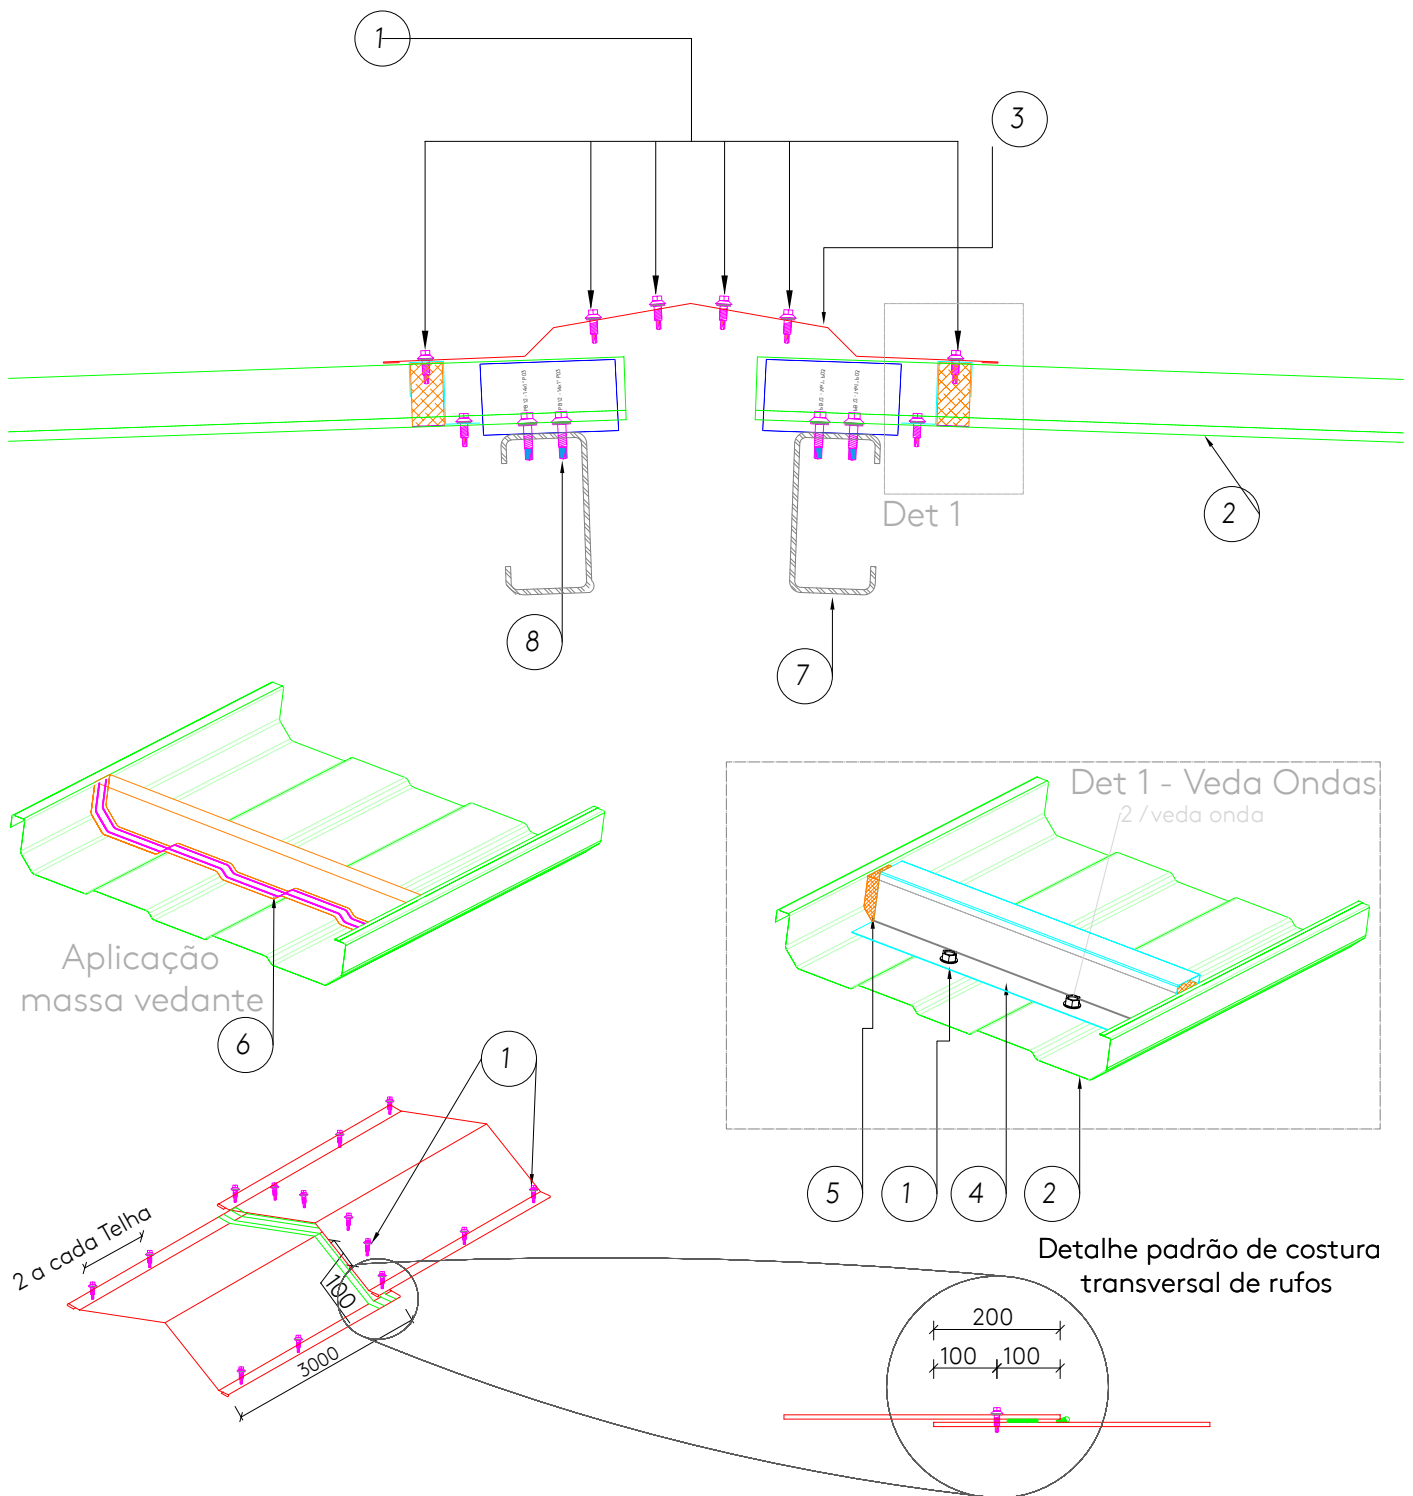 1
3
Det 1
2
8
7
Det 1 - Veda Ondas
2 /veda onda
Aplicação
massa vedante
6
1
5
1
4
2
2 a cada Telha
100
3000
Detalhe padrão de costura
transversal de rufos
200
100
100